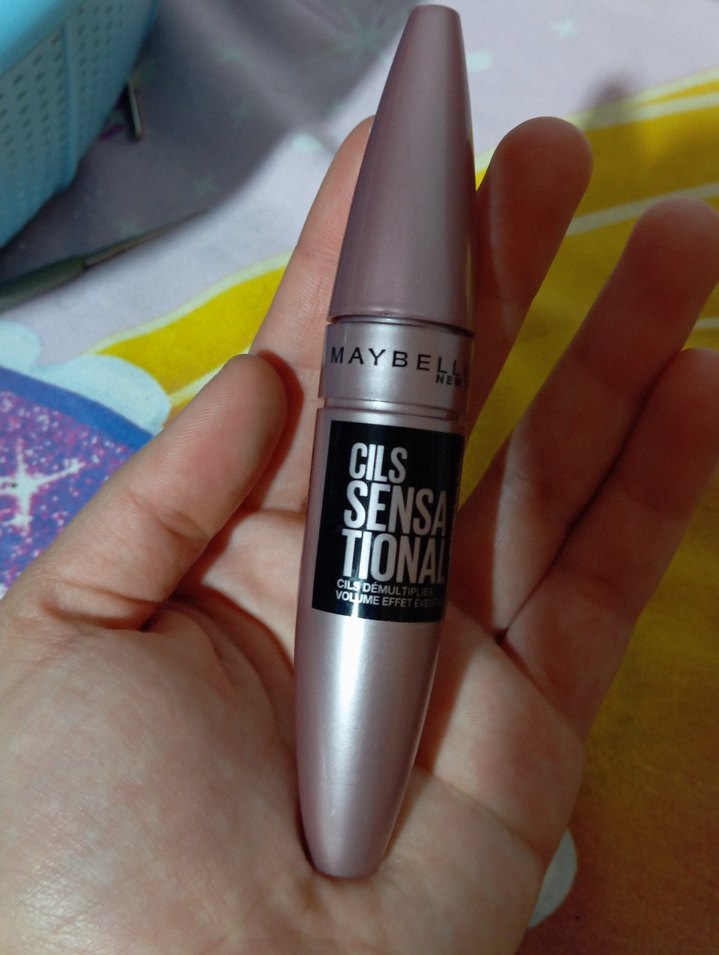 MAYBELL
NEW
CILS
SENSA
TIONAL
CILS DÉMULTIPLIÉS
VOLUME EFFET